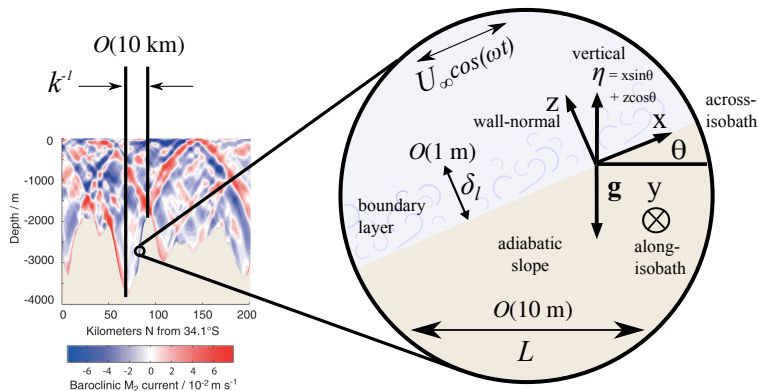 O(10 km)
k⁻¹
0
-1000
-2000
-3000
-4000
Depth / m
0 50 100 150 200
Kilometers N from 34.1°S
-6 -4 -2 0 2 4 6
Baroclinic M₂ current / 10⁻² m s⁻¹
U∞cos(ωt)
vertical
η = xsinθ
+ zcosθ
across-
isobath
z
wall-normal
x
O(1 m)
θ
δₗ
g
y
boundary
layer
adiabatic
slope
along-
isobath
O(10 m)
L